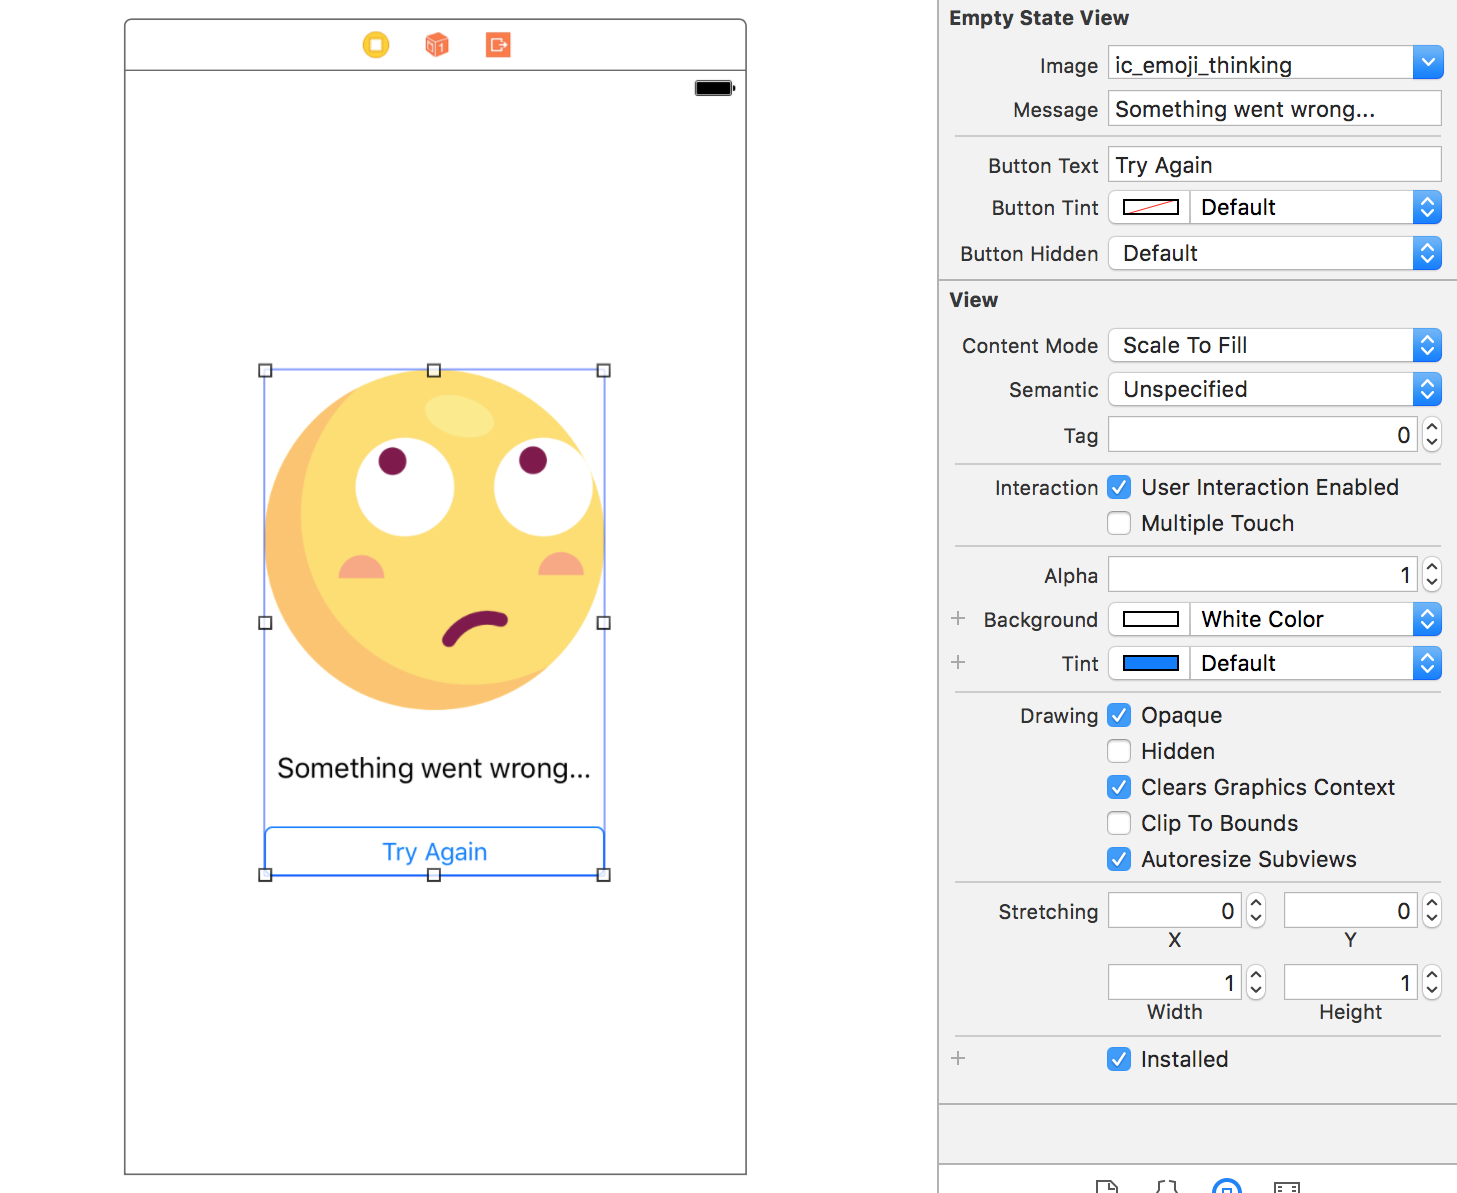 Something went wrong...
Try Again
Empty State View
Image ic_emoji_thinking
Message Something went wrong...
Button Text Try Again
Button Tint Default
Button Hidden Default
View
Content Mode Scale To Fill
Semantic Unspecified
Tag 0
Interaction User Interaction Enabled
Multiple Touch
Alpha 1
Background White Color
Tint Default
Drawing Opaque
Hidden
Clears Graphics Context
Clip To Bounds
Autoresize Subviews
Stretching 0 0
X Y
1 1
Width Height
Installed